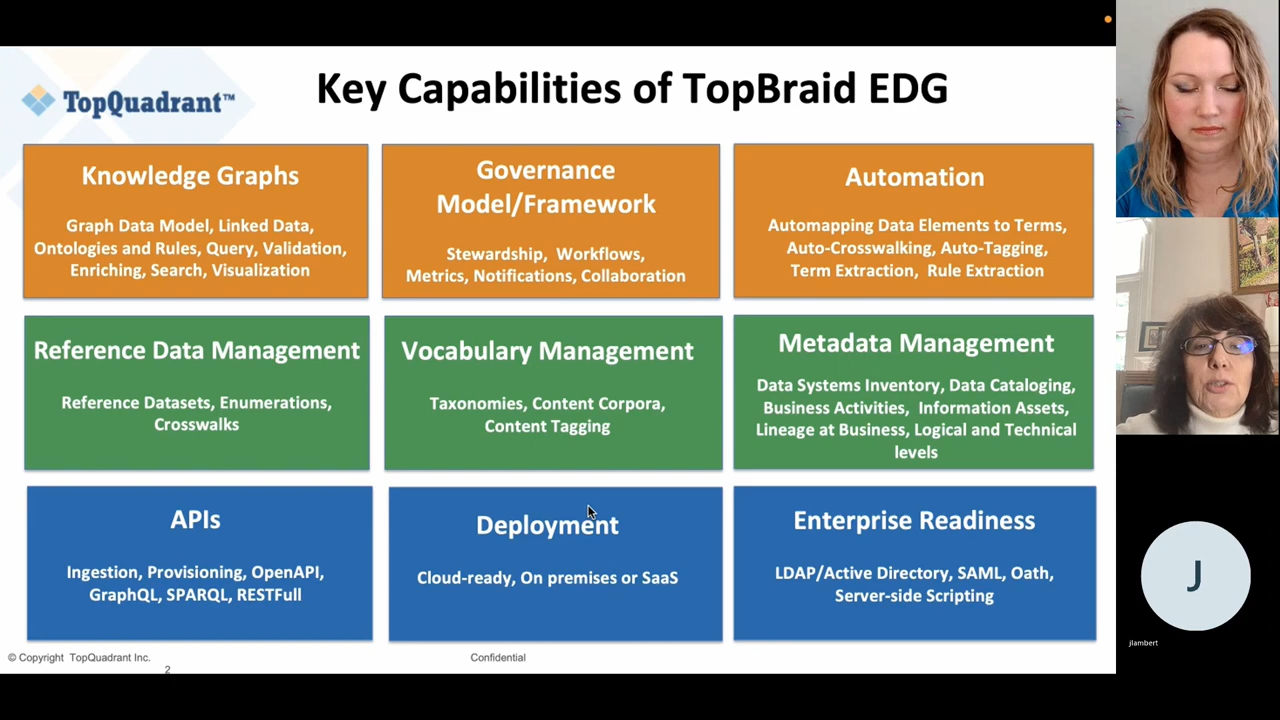 TopQuadrant™
Key Capabilities of TopBraid EDG
Knowledge Graphs
Graph Data Model, Linked Data,
Ontologies and Rules, Query, Validation,
Enriching, Search, Visualization
Governance
Model/Framework
Stewardship, Workflows,
Metrics, Notifications, Collaboration
Automation
Automapping Data Elements to Terms,
Auto-Crosswalking, Auto-Tagging,
Term Extraction, Rule Extraction
Reference Data Management
Reference Datasets, Enumerations,
Crosswalks
Vocabulary Management
Taxonomies, Content Corpora,
Content Tagging
Metadata Management
Data Systems Inventory, Data Cataloging,
Business Activities, Information Assets,
Lineage at Business, Logical and Technical
levels
APIs
Ingestion, Provisioning, OpenAPI,
GraphQL, SPARQL, RESTFull
Deployment
Cloud-ready, On premises or SaaS
Enterprise Readiness
LDAP/Active Directory, SAML, Oath,
Server-side Scripting
© Copyright TopQuadrant Inc.
2
Confidential
J
jlambert